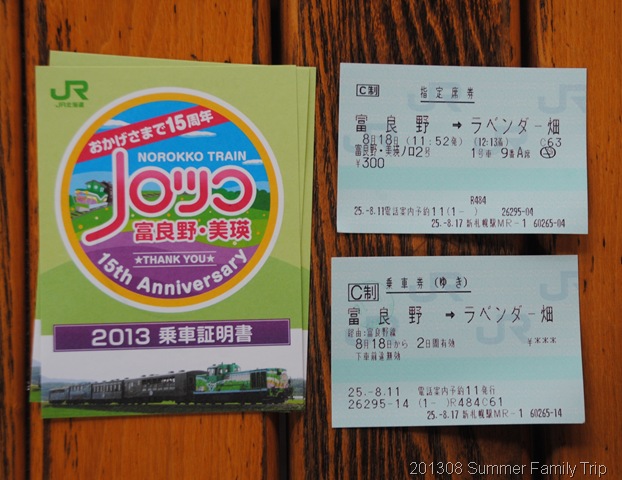 JR
JR北海道
おかげさまで15周年
NOROKKO TRAIN
ノロッコ
富良野・美瑛
★THANK YOU★
15th Anniversary
2013 乗車証明書
C制 指定席券
富良野 → ラベンダー畑
8月18日 (11:52発) (12:13着) C63
富良野・美瑛ノロ2号 1号車 9番A席
¥300
R484
25.-8.11電話案内予約11(1- ) 26295-04
25.-8.17 新札幌駅MR-1 60265-04
C制 乗車券 (ゆき)
富良野 → ラベンダー畑
経由:富良野線
8月18日から 2日間有効 ¥***
下車前途無効
25.-8.11 電話案内予約11発行
26295-14 (1- )R484C61
25.-8.17 新札幌駅MR-1 60265-14
201308 Summer Family Trip